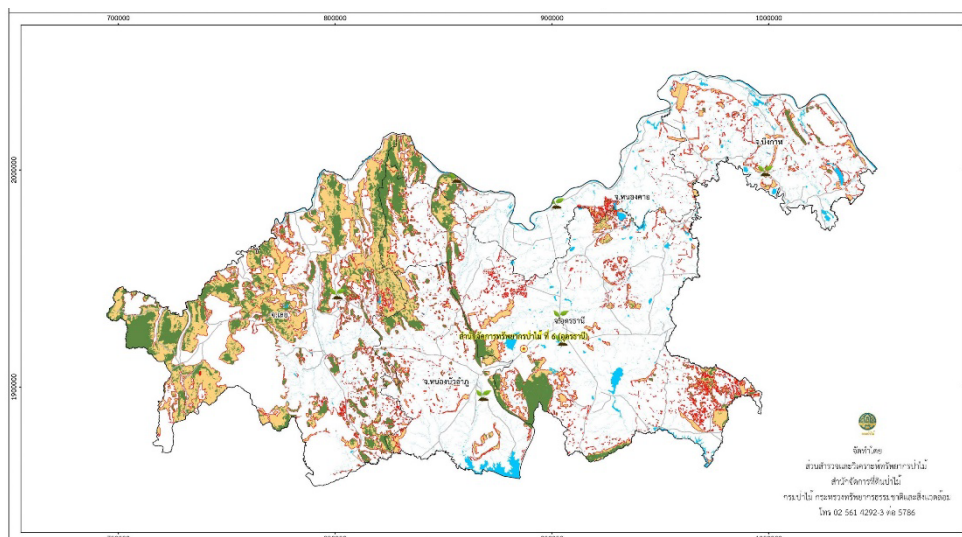 700000 800000 900000 1000000
จ.บึงกาฬ
2000000
จ.หนองคาย
จ.เลย
จ.อุดรธานี
ส่วนจัดการทรัพยากรป่าไม้ ที่ 6 (อุดรธานี)
จ.หนองบัวลำภู
1900000
จัดทำโดย
ส่วนสำรวจและวิเคราะห์ทรัพยากรป่าไม้
สำนักจัดการที่ดินป่าไม้
กรมป่าไม้ กระทรวงทรัพยากรธรรมชาติและสิ่งแวดล้อม
โทร 02 561 4292-3 ต่อ 5786
700000 800000 900000 1000000